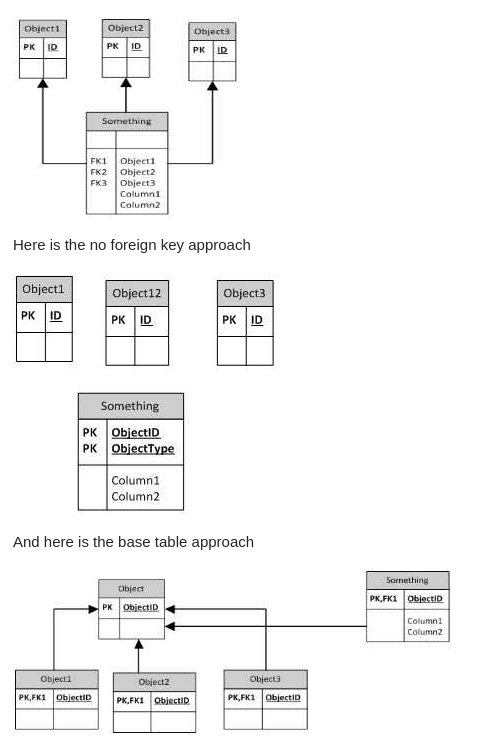 Object1
PK ID
Object2
PK ID
Object3
PK ID
Something
FK1 Object1
FK2 Object2
FK3 Object3
Column1
Column2
Here is the no foreign key approach
Object1
PK ID
Object12
PK ID
Object3
PK ID
Something
PK ObjectID
PK ObjectType
Column1
Column2
And here is the base table approach
Object
PK ObjectID
Something
PK,FK1 ObjectID
Column1
Column2
Object1
PK,FK1 ObjectID
Object2
PK,FK1 ObjectID
Object3
PK,FK1 ObjectID